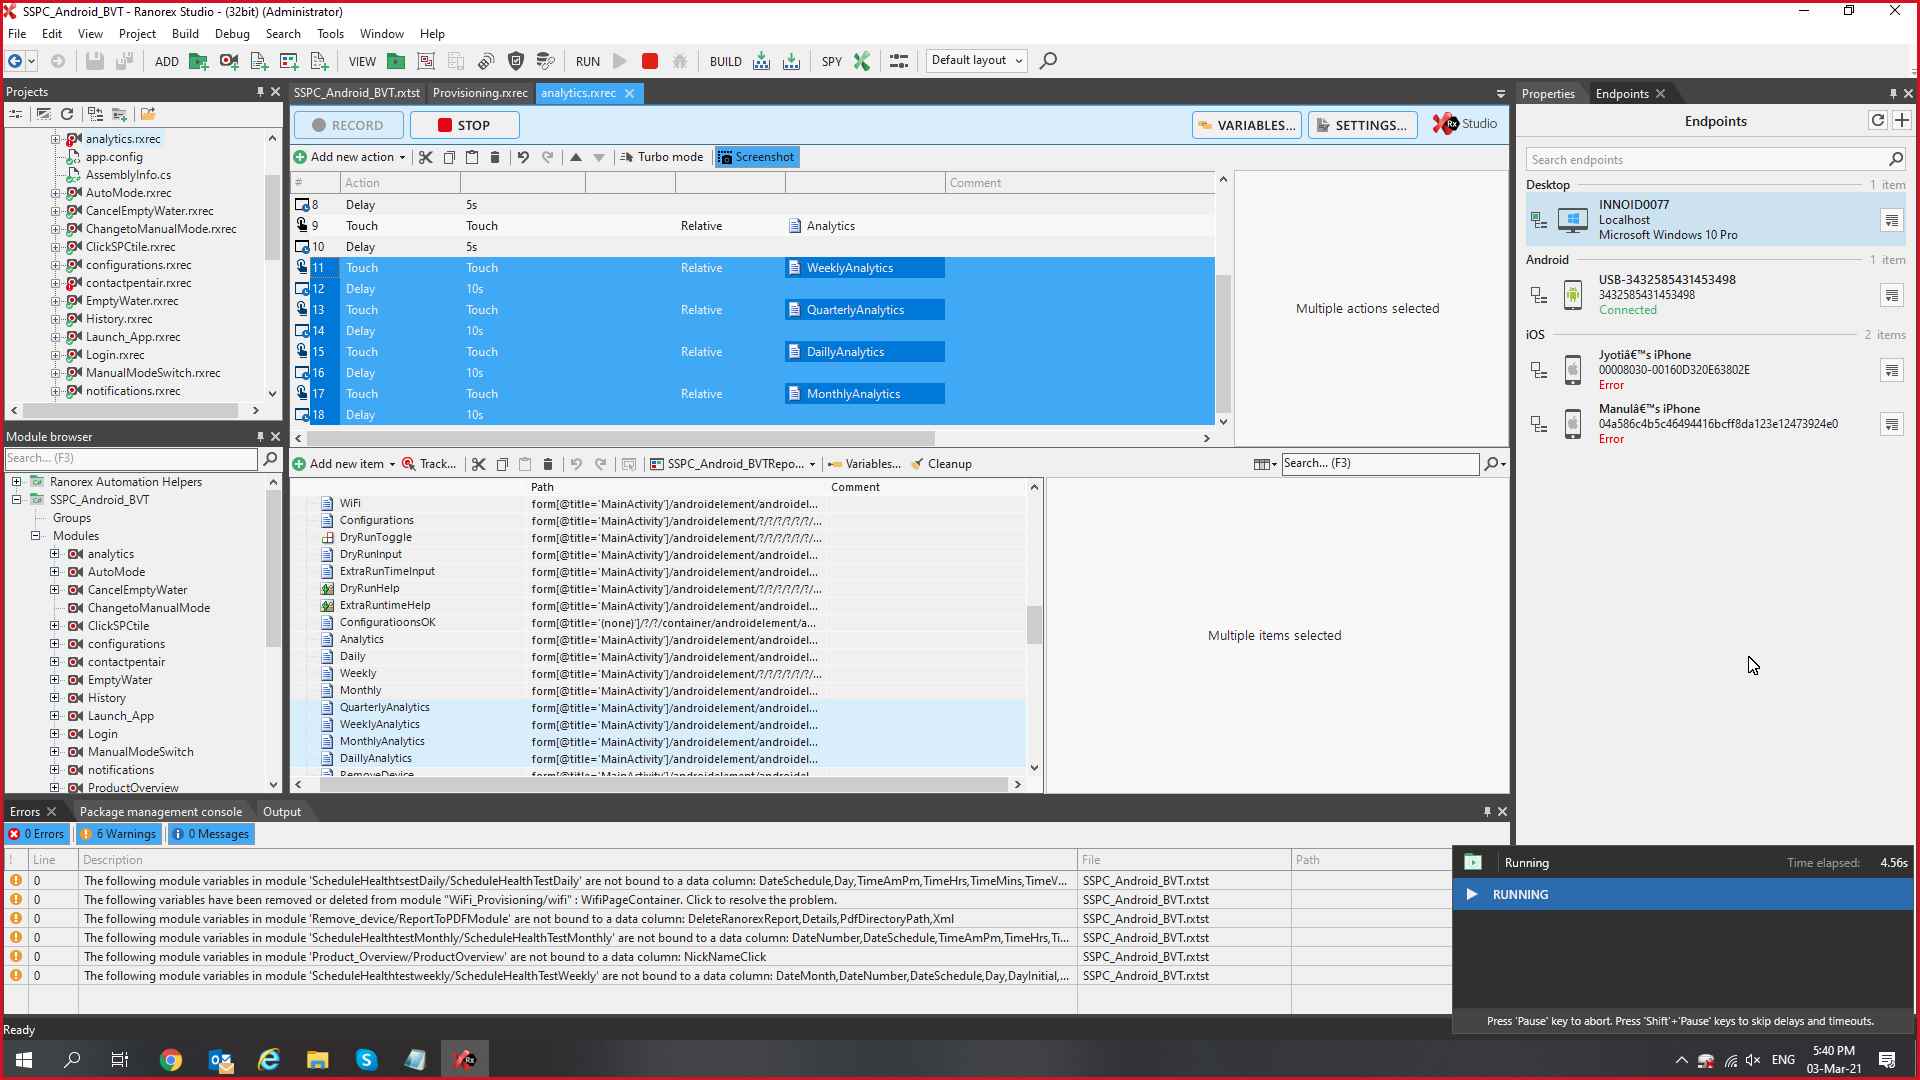 SSPC_Android_BVT - Ranorex Studio - (32bit) (Administrator)
File Edit View Project Build Debug Search Tools Window Help
ADD VIEW RUN BUILD SPY Default layout
Projects
analytics.rxrec
app.config
AssemblyInfo.cs
AutoMode.rxrec
CancelEmptyWater.rxrec
ChangetoManualMode.rxrec
ClickSPCtile.rxrec
configurations.rxrec
contactpentair.rxrec
EmptyWater.rxrec
History.rxrec
Launch_App.rxrec
Login.rxrec
ManualModeSwitch.rxrec
notifications.rxrec
Module browser
Search... (F3)
Ranorex Automation Helpers
SSPC_Android_BVT
Groups
Modules
analytics
AutoMode
CancelEmptyWater
ChangetoManualMode
ClickSPCtile
configurations
contactpentair
EmptyWater
History
Launch_App
Login
ManualModeSwitch
notifications
ProductOverview
SSPC_Android_BVT.rxtst Provisioning.rxrec analytics.rxrec
RECORD STOP VARIABLES... SETTINGS... Rx Studio
Add new action Turbo mode Screenshot
# Action Comment
8 Delay 5s
9 Touch Touch Relative Analytics
10 Delay 5s
11 Touch Touch Relative WeeklyAnalytics
12 Delay 10s
13 Touch Touch Relative QuarterlyAnalytics
14 Delay 10s
15 Touch Touch Relative DaillyAnalytics
16 Delay 10s
17 Touch Touch Relative MonthlyAnalytics
18 Delay 10s
Multiple actions selected
Add new item Track... SSPC_Android_BVTRepo... Variables... Cleanup Search... (F3)
Path Comment
WiFi form[@title='MainActivity']/androidelement/androidel...
Configurations form[@title='MainActivity']/androidelement/?/?/?/?/?/?/...
DryRunToggle form[@title='MainActivity']/androidelement/?/?/?/?/?/...
DryRunInput form[@title='MainActivity']/androidelement/androidel...
ExtraRunTimeInput form[@title='MainActivity']/androidelement/androidel...
DryRunHelp form[@title='MainActivity']/androidelement/?/?/?/?/?/...
ExtraRuntimeHelp form[@title='MainActivity']/androidelement/androidel...
ConfiguratioonsOK form[@title='(none)']/?/?/container/androidelement/a...
Analytics form[@title='MainActivity']/androidelement/androidel...
Daily form[@title='MainActivity']/androidelement/androidel...
Weekly form[@title='MainActivity']/androidelement/?/?/?/?/?/...
Monthly form[@title='MainActivity']/androidelement/androidel...
QuarterlyAnalytics form[@title='MainActivity']/androidelement/androidel...
WeeklyAnalytics form[@title='MainActivity']/androidelement/androidel...
MonthlyAnalytics form[@title='MainActivity']/androidelement/androidel...
DaillyAnalytics form[@title='MainActivity']/androidelement/androidel...
RemoveDevice form[@title='MainActivity']/androidelement/androidel...
Multiple items selected
Properties Endpoints
Endpoints
Search endpoints
Desktop 1 item
INNOID0077
Localhost
Microsoft Windows 10 Pro
Android 1 item
USB-3432585431453498
3432585431453498
Connected
iOS 2 items
Jyotiâ€™s iPhone
00008030-00160D320E63802E
Error
Manulâ€™s iPhone
04a586c4b5c46494416bcff8da123e12473924e0
Error
Errors Package management console Output
0 Errors 6 Warnings 0 Messages
! Line Description File Path
0 The following module variables in module 'ScheduleHealthtsestDaily/ScheduleHealthTestDaily' are not bound to a data column: DateSchedule,Day,TimeAmPm,TimeHrs,TimeMins,TimeV... SSPC_Android_BVT.rxtst
0 The following variables have been removed or deleted from module "WiFi_Provisioning/wifi" : WifiPageContainer. Click to resolve the problem. SSPC_Android_BVT.rxtst
0 The following module variables in module 'Remove_device/ReportToPDFModule' are not bound to a data column: DeleteRanorexReport,Details,PdfDirectoryPath,Xml SSPC_Android_BVT.rxtst
0 The following module variables in module 'ScheduleHealthtestMonthly/ScheduleHealthTestMonthly' are not bound to a data column: DateNumber,DateSchedule,TimeAmPm,TimeHrs,Ti... SSPC_Android_BVT.rxtst
0 The following module variables in module 'Product_Overview/ProductOverview' are not bound to a data column: NickNameClick SSPC_Android_BVT.rxtst
0 The following module variables in module 'ScheduleHealthtestweekly/ScheduleHealthTestWeekly' are not bound to a data column: DateMonth,DateNumber,DateSchedule,Day,DayInitial,... SSPC_Android_BVT.rxtst
Running Time elapsed: 4.56s
RUNNING
Press 'Pause' key to abort. Press 'Shift'+'Pause' keys to skip delays and timeouts.
Ready
ENG
5:40 PM
03-Mar-21